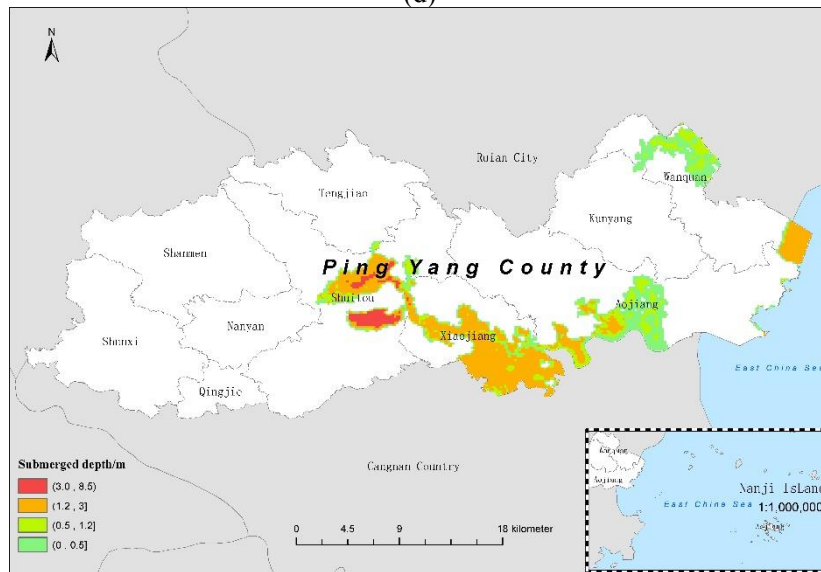 (d)
N
Ruian City
Wanquan
Tengjiao
Kunyang
Shanmen
Ping Yang County
Shuitou
Aojiang
Nanyan
Xiaojiang
Shunxi
East China Sea
Qingjie
Submerged depth/m
(3.0 , 8.5)
(1.2 , 3]
(0.5 , 1.2]
(0 . 0.5]
Cangnan Country
0 4.5 9 18 kilometer
Wanquan
Aojiang
Nanji IsLand
East China Sea
1:1,000,000